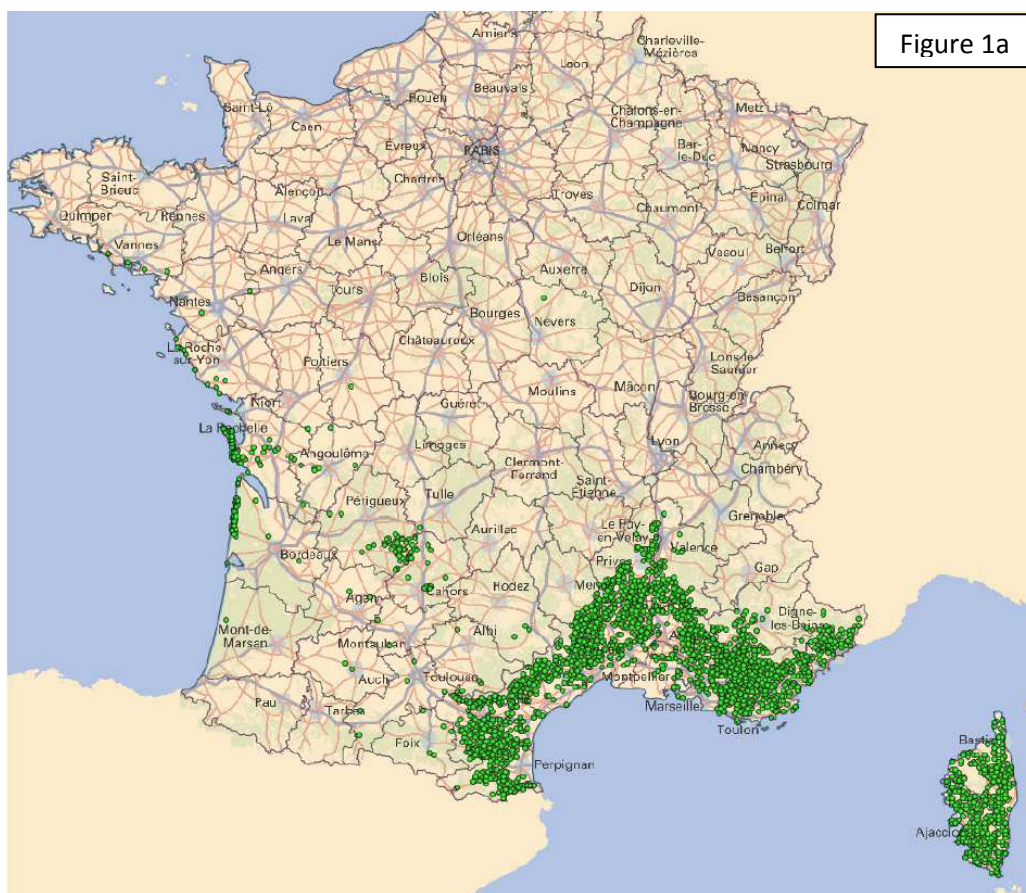 Figure 1a
Amiens
Charleville-
Mézières
Laon
Beauvais
Rouen
Saint-Lô
Caen
Evreux
PARIS
Châlons-en-
Champagne
Metz
Bar-
le-Duc
Nancy
Strasbourg
Saint-
Brieuc
Alençon
Chartres
Troyes
Epinal
Colmar
Quimper
Rennes
Laval
Chaumont
Vannes
Le Mans
Orléans
Angers
Blois
Auxerre
Vesoul
Belfort
Nantes
Tours
Dijon
Besançon
Bourges
Nevers
La Roche-
sur-Yon
Poitiers
Châteauroux
Lons-le-
Saunier
Moulins
Mâcon
Niort
Guéret
Bourg-en-
Bresse
La Rochelle
Limoges
Lyon
Annecy
Angoulême
Clermont-
Ferrand
Chambéry
Saint-
Etienne
Périgueux
Tulle
Grenoble
Aurillac
Le Puy-
en-Velay
Valence
Bordeaux
Privas
Gap
Rodez
Cahors
Agen
Digne-
les-Bains
Mont-de-
Marsan
Montauban
Albi
Auch
Toulouse
Montpellier
Marseille
Pau
Tarbes
Toulon
Foix
Bastia
Perpignan
Ajaccio